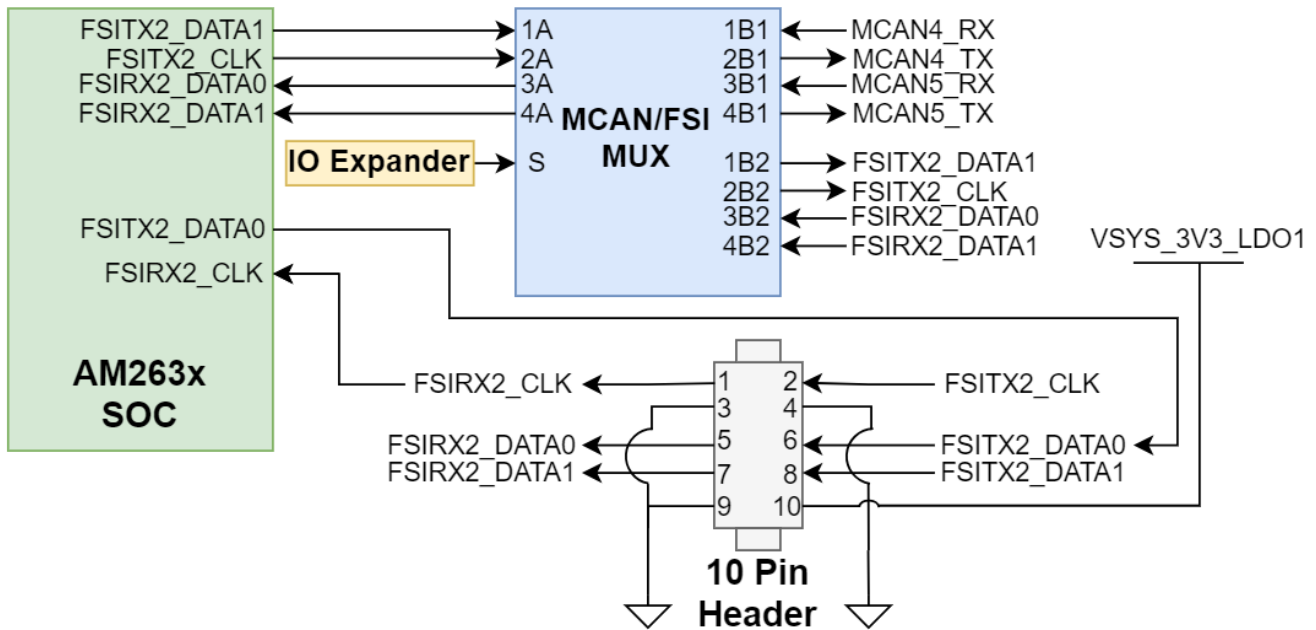 FSITX2_DATA1
FSITX2_CLK
FSIRX2_DATA0
FSIRX2_DATA1
FSITX2_DATA0
FSIRX2_CLK
AM263x
SOC
IO Expander
1A
2A
3A
4A
S
MCAN/FSI
MUX
1B1
2B1
3B1
4B1
1B2
2B2
3B2
4B2
MCAN4_RX
MCAN4_TX
MCAN5_RX
MCAN5_TX
FSITX2_DATA1
FSITX2_CLK
FSIRX2_DATA0
FSIRX2_DATA1
VSYS_3V3_LDO1
FSIRX2_CLK 1 2 FSITX2_CLK
3 4
FSIRX2_DATA0 5 6 FSITX2_DATA0
FSIRX2_DATA1 7 8 FSITX2_DATA1
9 10
10 Pin
Header